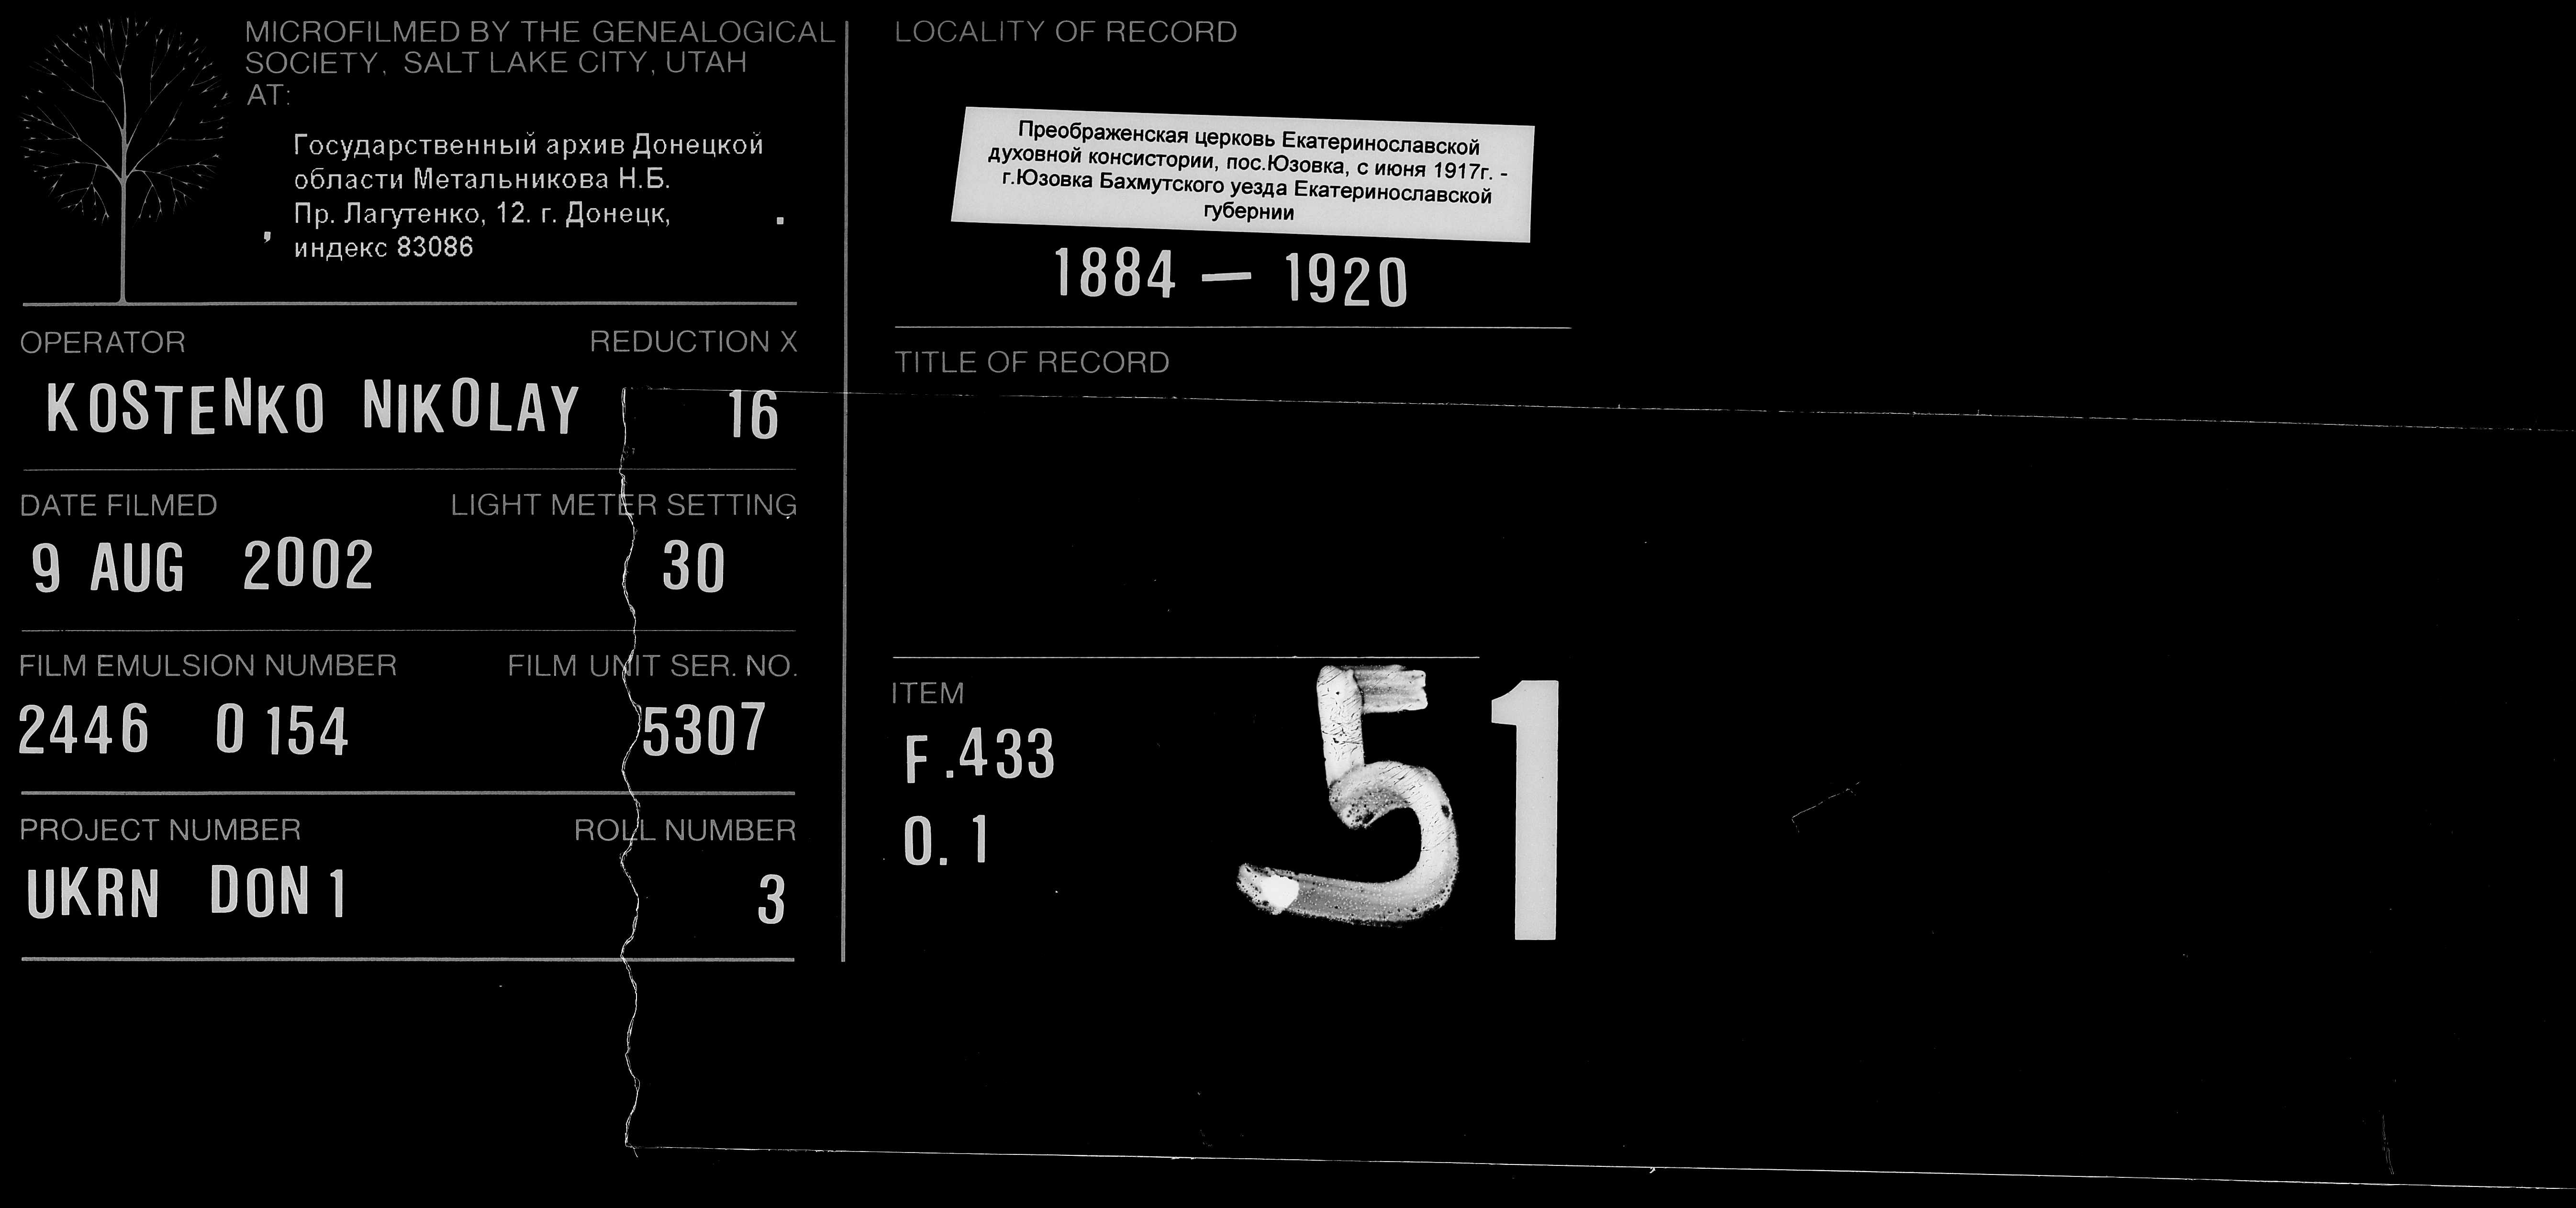 MICROFILMED BY THE GENEALOGICAL
SOCIETY, SALT LAKE CITY, UTAH
AT:
Государственный архив Донецкой
области Метальникова Н.Б.
Пр. Лагутенко, 12. г. Донецк,
индекс 83086
OPERATOR REDUCTION X
KOSTENKO NIKOLAY 16
DATE FILMED LIGHT METER SETTING
9 AUG 2002 30
FILM EMULSION NUMBER FILM UNIT SER. NO.
2446 0154 5307
PROJECT NUMBER ROLL NUMBER
UKRN DON 1 3
LOCALITY OF RECORD
Преображенская церковь Екатеринославской
духовной консистории, пос.Юзовка, с июня 1917г. -
г.Юзовка Бахмутского уезда Екатеринославской
губернии
1884 — 1920
TITLE OF RECORD
ITEM
F.433
0.1
51